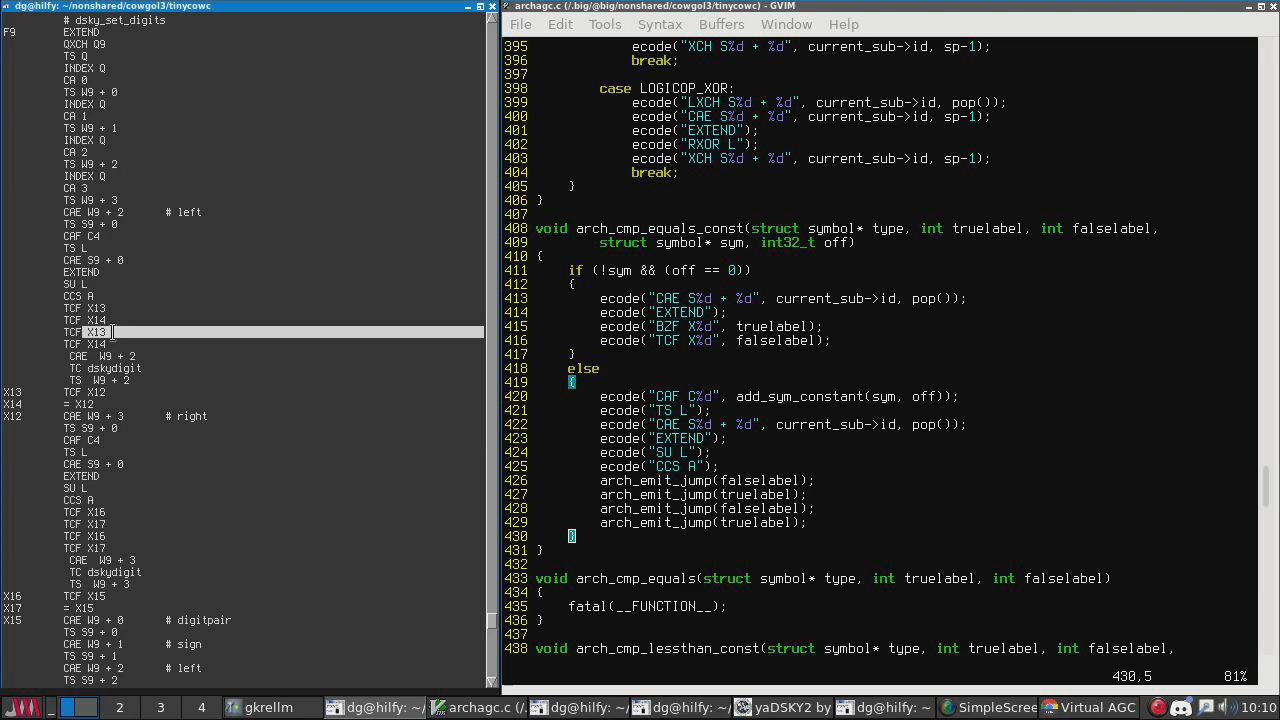 dg@hilfy: ~/nonshared/cowgol3/tinycowc
# dsky_set_digits
F9 EXTEND
QXCH Q9
TS Q
INDEX Q
CA 0
TS W9 + 0
INDEX Q
CA 1
TS W9 + 1
INDEX Q
CA 2
TS W9 + 2
INDEX Q
CA 3
TS W9 + 3
CAE W9 + 2 # left
TS S9 + 0
CAF C4
TS L
CAE S9 + 0
EXTEND
SU L
CCS A
TCF X13
TCF X14
TCF X13
TCF X14
CAE W9 + 2
TC dskydigit
TS W9 + 2
X13 TCF X12
X14 = X12
X12 CAE W9 + 3 # right
TS S9 + 0
CAF C4
TS L
CAE S9 + 0
EXTEND
SU L
CCS A
TCF X16
TCF X17
TCF X16
TCF X17
CAE W9 + 3
TC dskydigit
TS W9 + 3
X16 TCF X15
X17 = X15
X15 CAE W9 + 0 # digitpair
TS S9 + 0
CAE W9 + 1 # sign
TS S9 + 1
CAE W9 + 2 # left
TS S9 + 2
archagc.c (/.big/@big/nonshared/cowgol3/tinycowc) - GVIM
File Edit Tools Syntax Buffers Window Help
395 ecode("XCH S%d + %d", current_sub->id, sp-1);
396 break;
397
398 case LOGICOP_XOR:
399 ecode("LXCH S%d + %d", current_sub->id, pop());
400 ecode("CAE S%d + %d", current_sub->id, sp-1);
401 ecode("EXTEND");
402 ecode("RXOR L");
403 ecode("XCH S%d + %d", current_sub->id, sp-1);
404 break;
405 }
406 }
407
408 void arch_cmp_equals_const(struct symbol* type, int truelabel, int falselabel,
409 struct symbol* sym, int32_t off)
410 {
411 if (!sym && (off == 0))
412 {
413 ecode("CAE S%d + %d", current_sub->id, pop());
414 ecode("EXTEND");
415 ecode("BZF X%d", truelabel);
416 ecode("TCF X%d", falselabel);
417 }
418 else
419 {
420 ecode("CAF C%d", add_sym_constant(sym, off));
421 ecode("TS L");
422 ecode("CAE S%d + %d", current_sub->id, pop());
423 ecode("EXTEND");
424 ecode("SU L");
425 ecode("CCS A");
426 arch_emit_jump(falselabel);
427 arch_emit_jump(truelabel);
428 arch_emit_jump(falselabel);
429 arch_emit_jump(truelabel);
430 }
431 }
432
433 void arch_cmp_equals(struct symbol* type, int truelabel, int falselabel)
434 {
435 fatal(__FUNCTION__);
436 }
437
438 void arch_cmp_lessthan_const(struct symbol* type, int truelabel, int falselabel,
430,5 81%
2 3 4 gkrellm dg@hilfy: ~/ archagc.c (/. dg@hilfy: ~/ dg@hilfy: ~/ yaDSKY2 by dg@hilfy: ~ SimpleScree Virtual AGC 10:10